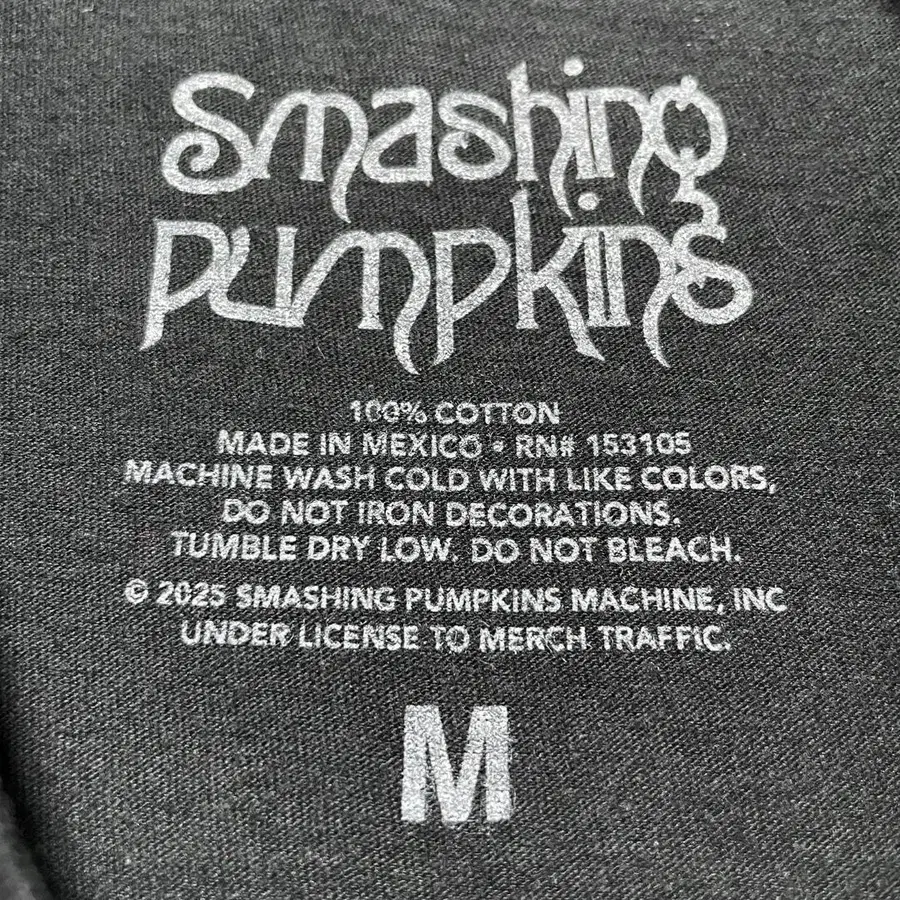 Smashing
Pumpkins
100% COTTON
MADE IN MEXICO • RN# 153105
MACHINE WASH COLD WITH LIKE COLORS,
DO NOT IRON DECORATIONS.
TUMBLE DRY LOW. DO NOT BLEACH.
© 2025 SMASHING PUMPKINS MACHINE, INC
UNDER LICENSE TO MERCH TRAFFIC.
M